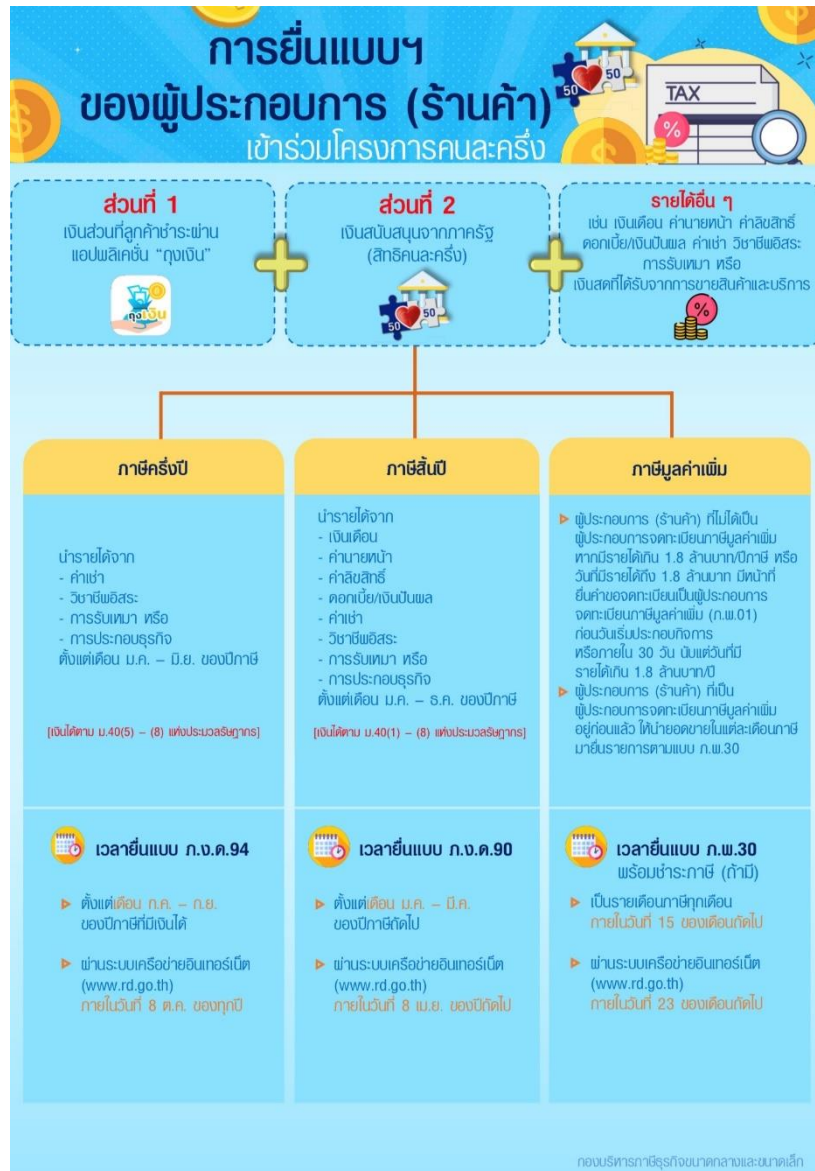 การยื่นแบบฯ
ของผู้ประกอบการ (ร้านค้า)
เข้าร่วมโครงการคนละครึ่ง
50
50
TAX
%
ส่วนที่ 1
เงินส่วนที่ลูกค้าชำระผ่าน
แอปพลิเคชั่น “ถุงเงิน”
ถุงเงิน
ส่วนที่ 2
เงินสนับสนุนจากภาครัฐ
(สิทธิคนละครึ่ง)
50
50
รายได้อื่น ๆ
เช่น เงินเดือน ค่านายหน้า ค่าลิขสิทธิ์
ดอกเบี้ย/เงินปันผล ค่าเช่า วิชาชีพอิสระ
การรับเหมา หรือ
เงินสดที่ได้รับจากการขายสินค้าและบริการ
%
ภาษีครึ่งปี
นำรายได้จาก
- ค่าเช่า
- วิชาชีพอิสระ
- การรับเหมา หรือ
- การประกอบธุรกิจ
ตั้งแต่เดือน ม.ค. – มิ.ย. ของปีภาษี
[เงินได้ตาม ม.40(5) – (8) แห่งประมวลรัษฎากร]
เวลายื่นแบบ ภ.ง.ด.94
ตั้งแต่เดือน ก.ค. – ก.ย.
ของปีภาษีที่มีเงินได้
ผ่านระบบเครือข่ายอินเทอร์เน็ต
(www.rd.go.th)
ภายในวันที่ 8 ต.ค. ของทุกปี
ภาษีสิ้นปี
นำรายได้จาก
- เงินเดือน
- ค่านายหน้า
- ค่าลิขสิทธิ์
- ดอกเบี้ย/เงินปันผล
- ค่าเช่า
- วิชาชีพอิสระ
- การรับเหมา หรือ
- การประกอบธุรกิจ
ตั้งแต่เดือน ม.ค. – ธ.ค. ของปีภาษี
[เงินได้ตาม ม.40(1) – (8) แห่งประมวลรัษฎากร]
เวลายื่นแบบ ภ.ง.ด.90
ตั้งแต่เดือน ม.ค. – มี.ค.
ของปีภาษีถัดไป
ผ่านระบบเครือข่ายอินเทอร์เน็ต
(www.rd.go.th)
ภายในวันที่ 8 เม.ย. ของปีถัดไป
ภาษีมูลค่าเพิ่ม
ผู้ประกอบการ (ร้านค้า) ที่ไม่ได้เป็น
ผู้ประกอบการจดทะเบียนภาษีมูลค่าเพิ่ม
หากมีรายได้เกิน 1.8 ล้านบาท/ปีภาษี หรือ
วันที่มีรายได้ถึง 1.8 ล้านบาท มีหน้าที่
ยื่นคำขอจดทะเบียนเป็นผู้ประกอบการ
จดทะเบียนภาษีมูลค่าเพิ่ม (ภ.พ.01)
ก่อนวันเริ่มประกอบกิจการ
หรือภายใน 30 วัน นับแต่วันที่มี
รายได้เกิน 1.8 ล้านบาท/ปี
ผู้ประกอบการ (ร้านค้า) ที่เป็น
ผู้ประกอบการจดทะเบียนภาษีมูลค่าเพิ่ม
อยู่ก่อนแล้ว ให้นำยอดขายในแต่ละเดือนภาษี
มายื่นรายการตามแบบ ภ.พ.30
เวลายื่นแบบ ภ.พ.30
พร้อมชำระภาษี (ถ้ามี)
เป็นรายเดือนภาษีทุกเดือน
ภายในวันที่ 15 ของเดือนถัดไป
ผ่านระบบเครือข่ายอินเทอร์เน็ต
(www.rd.go.th)
ภายในวันที่ 23 ของเดือนถัดไป
กองบริหารภาษีธุรกิจขนาดกลางและขนาดเล็ก